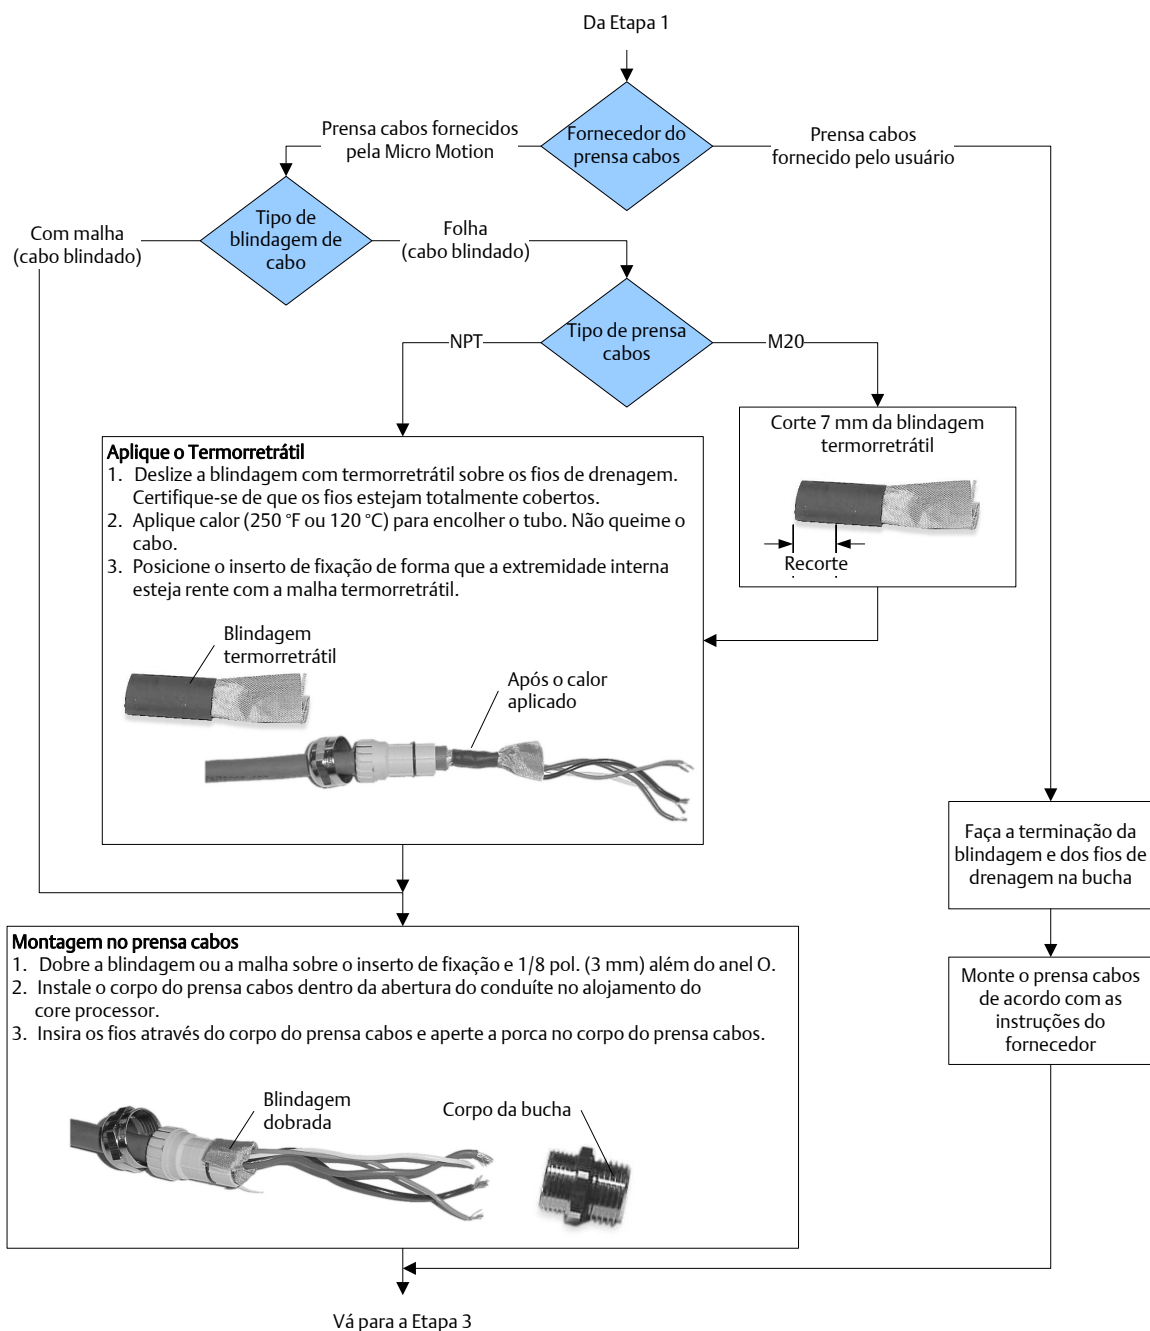 Da Etapa 1
Fornecedor do
prensa cabos
Prensa cabos fornecidos
pela Micro Motion
Prensa cabos
fornecido pelo usuário
Tipo de
blindagem de
cabo
Com malha
(cabo blindado)
Folha
(cabo blindado)
Tipo de prensa
cabos
NPT
M20
Corte 7 mm da blindagem
termorretrátil
Recorte
Aplique o Termorretrátil
1. Deslize a blindagem com termorretrátil sobre os fios de drenagem.
Certifique-se de que os fios estejam totalmente cobertos.
2. Aplique calor (250 °F ou 120 °C) para encolher o tubo. Não queime o
cabo.
3. Posicione o inserto de fixação de forma que a extremidade interna
esteja rente com a malha termorretrátil.
Blindagem
termorretrátil
Após o calor
aplicado
Faça a terminação da
blindagem e dos fios de
drenagem na bucha
Monte o prensa cabos
de acordo com as
instruções do
fornecedor
Montagem no prensa cabos
1. Dobre a blindagem ou a malha sobre o inserto de fixação e 1/8 pol. (3 mm) além do anel O.
2. Instale o corpo do prensa cabos dentro da abertura do conduíte no alojamento do
core processor.
3. Insira os fios através do corpo do prensa cabos e aperte a porca no corpo do prensa cabos.
Blindagem
dobrada
Corpo da bucha
Vá para a Etapa 3